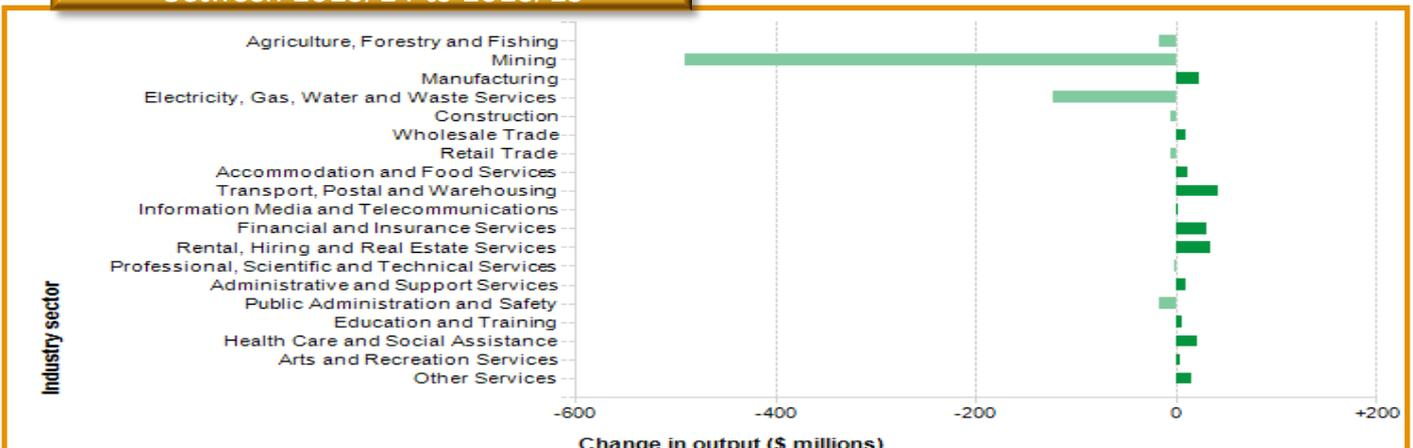 Agriculture, Forestry and Fishing
Mining
Manufacturing
Electricity, Gas, Water and Waste Services
Construction
Wholesale Trade
Retail Trade
Accommodation and Food Services
Transport, Postal and Warehousing
Information Media and Telecommunications
Financial and Insurance Services
Rental, Hiring and Real Estate Services
Professional, Scientific and Technical Services
Administrative and Support Services
Public Administration and Safety
Education and Training
Health Care and Social Assistance
Arts and Recreation Services
Other Services
Industry sector
-600 -400 -200 0 +200
Change in output ($ millions)